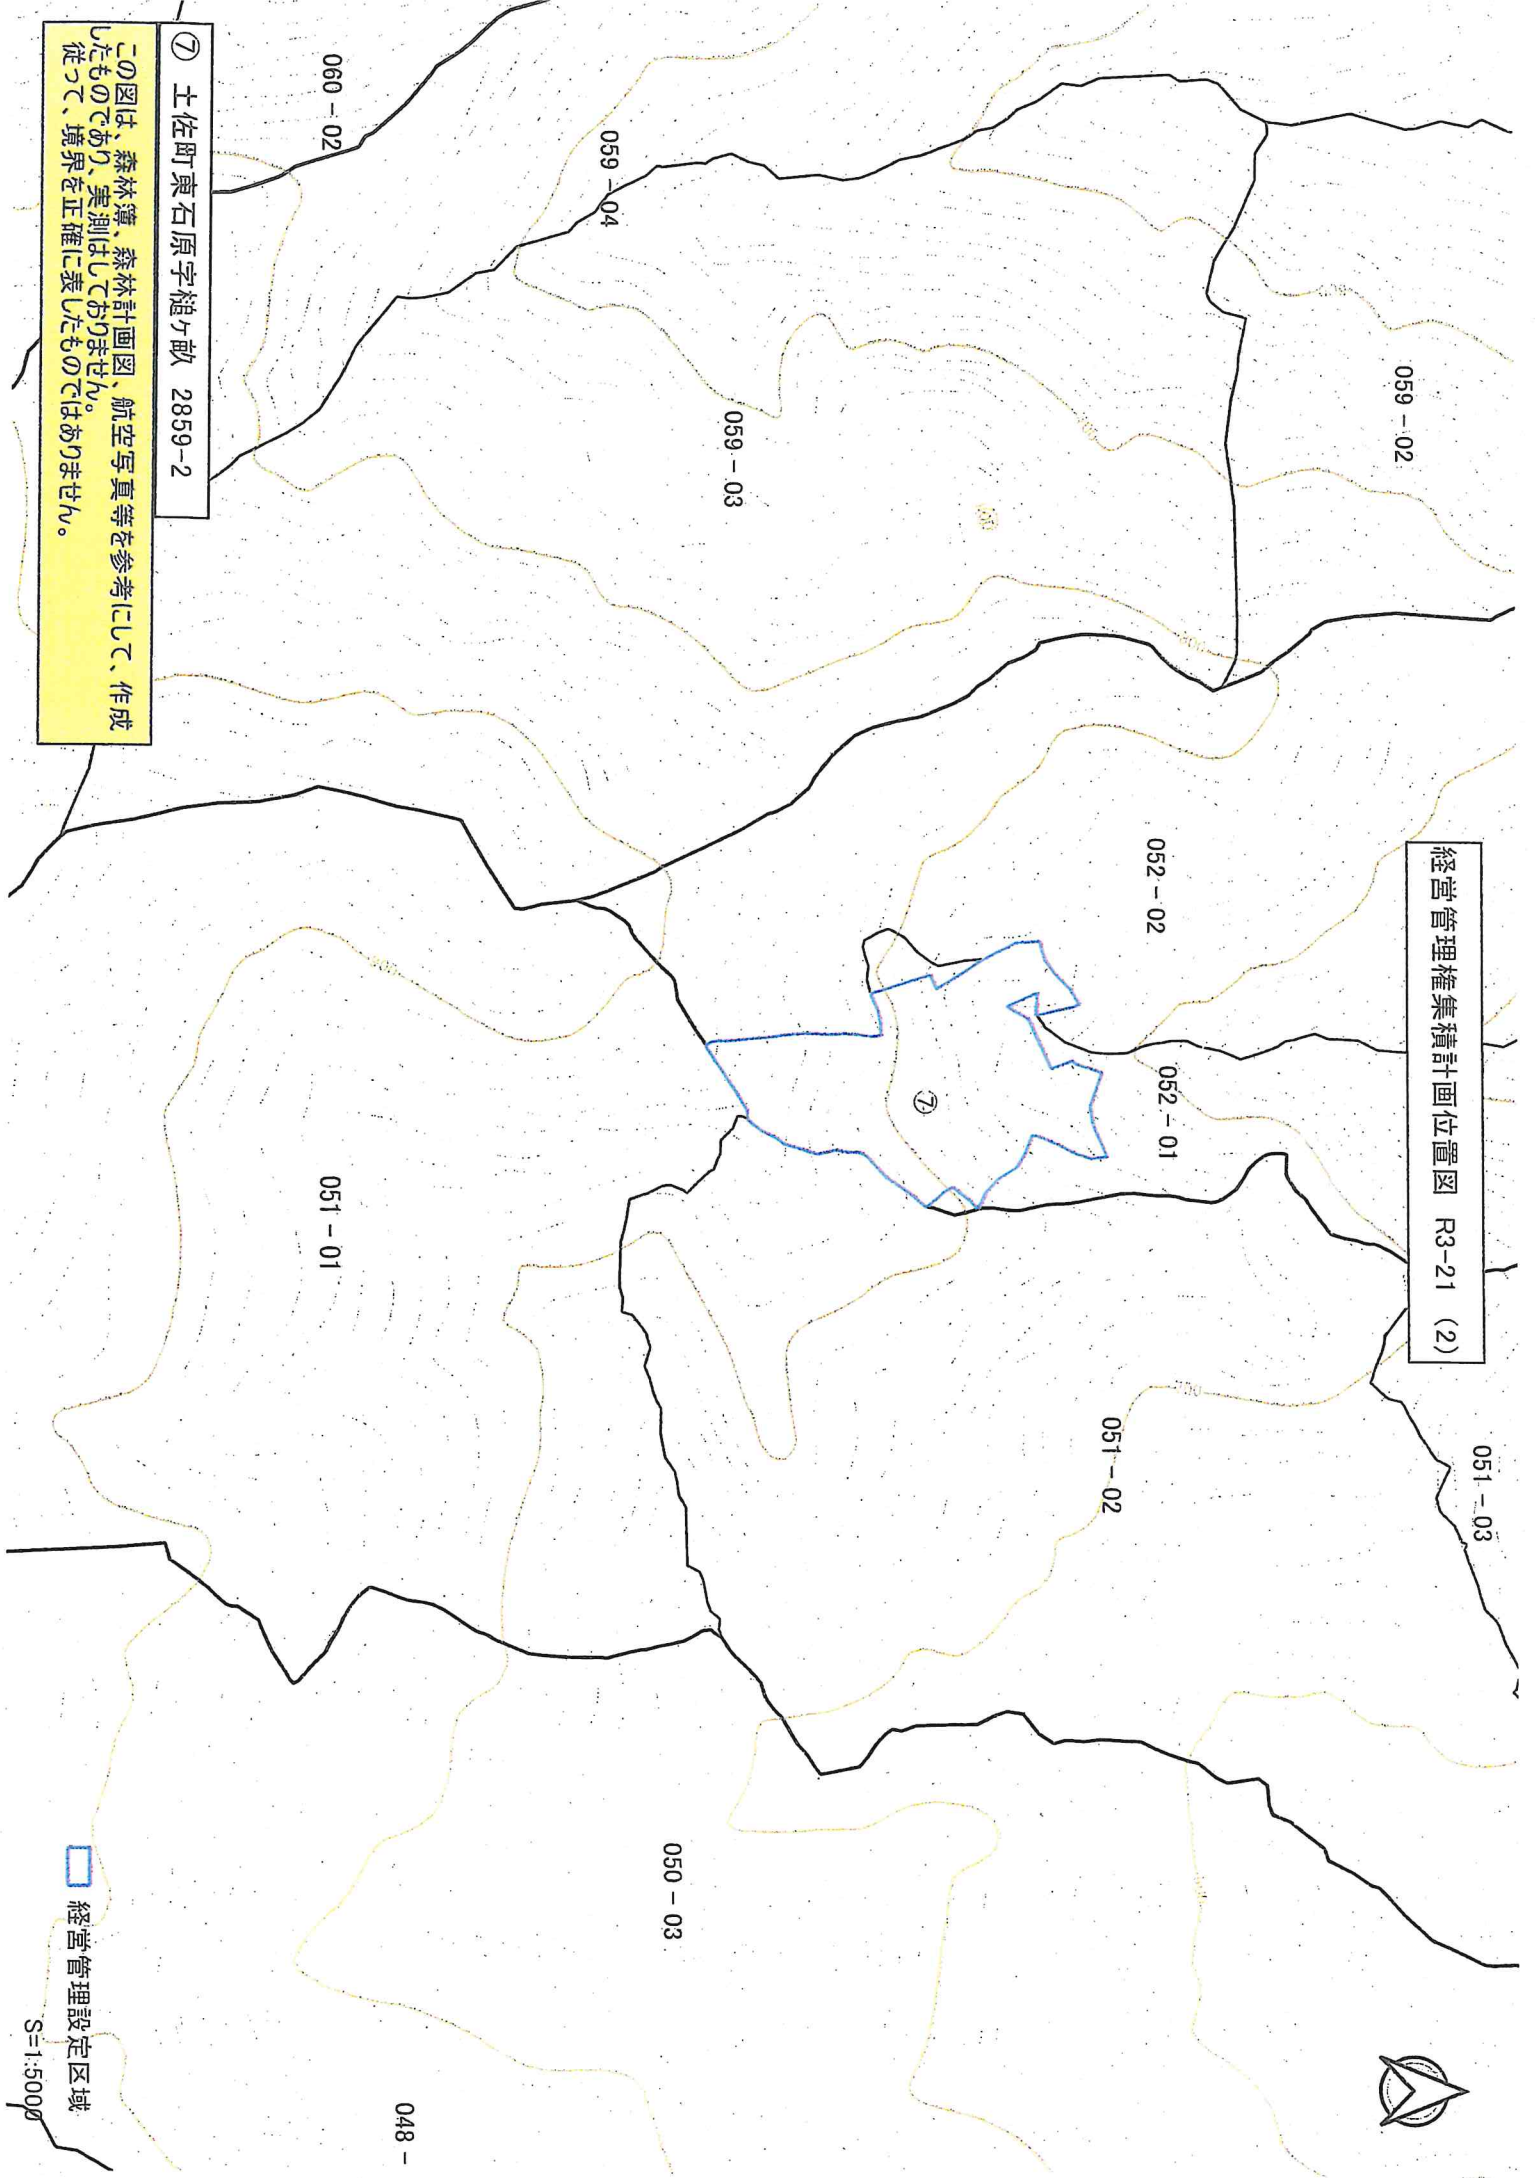 経営管理権集積計画位置図 R3-21 (2)
051-03
059-02
052-02
052-01
051-02
⑦
059-03
050-03
059-04
060-02
051-01
048-
⑦ 土佐町東石原字槌ケ畝 2859-2
この図は、森林簿、森林計画図、航空写真等を参考にして、作成
したものであり、実測はしておりません。
従って、境界を正確に表したものではありません。
経営管理設定区域
S=1:5000